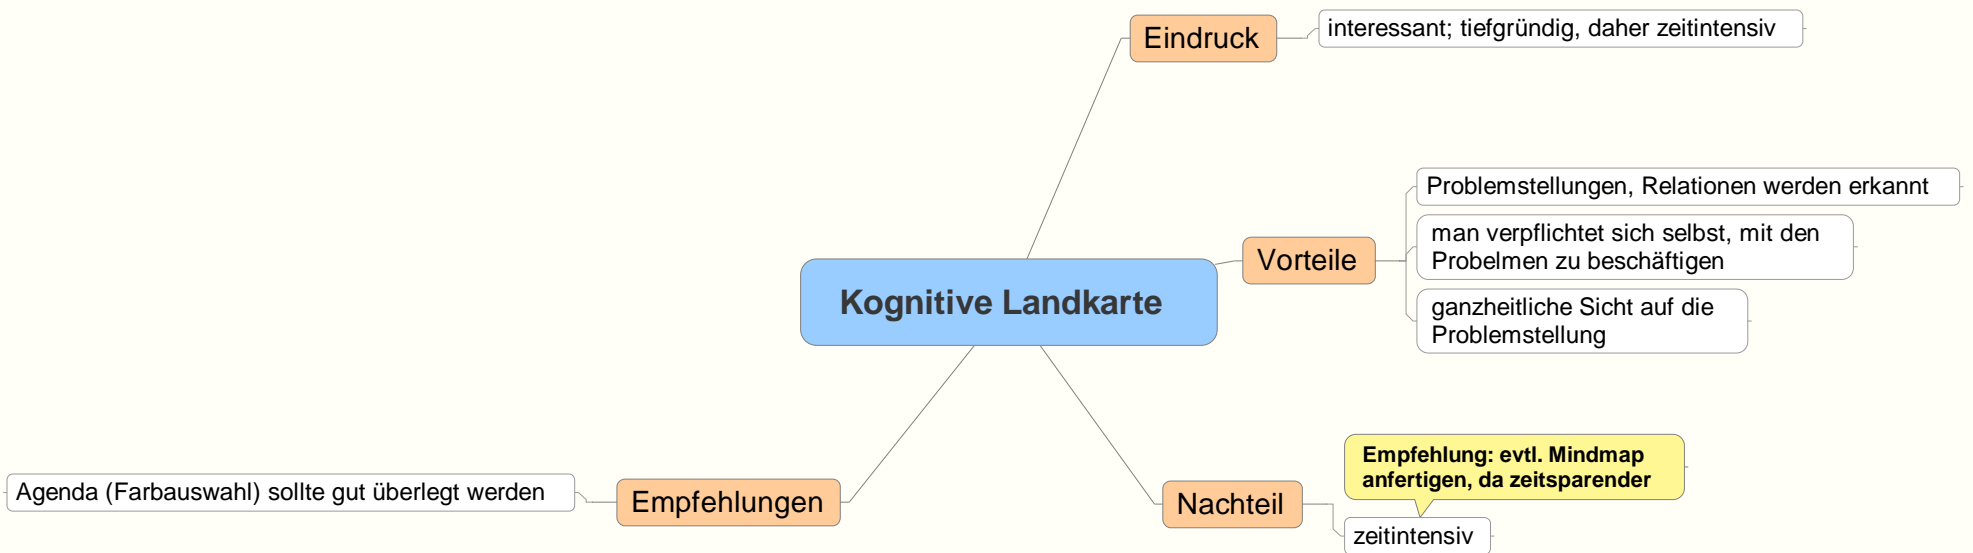 Eindruck
interessant; tiefgründig, daher zeitintensiv
Problemstellungen, Relationen werden erkannt
man verpflichtet sich selbst, mit den
Probelmen zu beschäftigen
Vorteile
ganzheitliche Sicht auf die
Problemstellung
Kognitive Landkarte
Empfehlung: evtl. Mindmap
anfertigen, da zeitsparender
Agenda (Farbauswahl) sollte gut überlegt werden
Empfehlungen
Nachteil
zeitintensiv